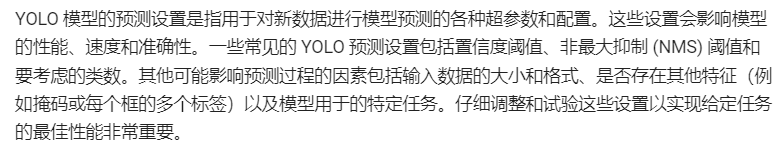 YOLO 模型的预测设置是指用于对新数据进行模型预测的各种超参数和配置。这些设置会影响模型
的性能、速度和准确性。一些常见的 YOLO 预测设置包括置信度阈值、非最大抑制 (NMS) 阈值和
要考虑的类数。其他可能影响预测过程的因素包括输入数据的大小和格式、是否存在其他特征（例
如掩码或每个框的多个标签）以及模型用于的特定任务。仔细调整和试验这些设置以实现给定任务
的最佳性能非常重要。